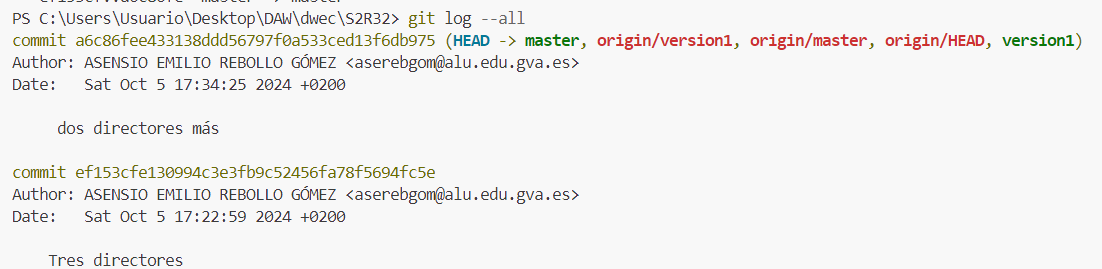 PS C:\Users\Usuario\Desktop\DAW\dwec\S2R32> git log --all
commit a6c86fee433138ddd56797f0a533ced13f6db975 (HEAD -> master, origin/version1, origin/master, origin/HEAD, version1)
Author: ASENSIO EMILIO REBOLLO GÓMEZ <aserebgom@alu.edu.gva.es>
Date:   Sat Oct 5 17:34:25 2024 +0200
dos directores más
commit ef153cfe130994c3e3fb9c52456fa78f5694fc5e
Author: ASENSIO EMILIO REBOLLO GÓMEZ <aserebgom@alu.edu.gva.es>
Date:   Sat Oct 5 17:22:59 2024 +0200
Tres directores